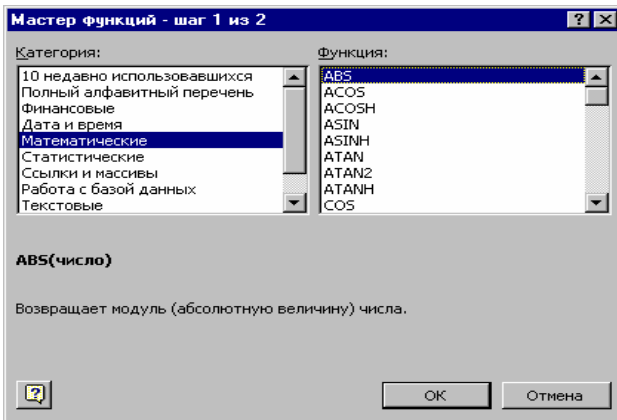 Мастер функций - шаг 1 из 2
Категория:
10 недавно использовавшихся
Полный алфавитный перечень
Финансовые
Дата и время
Математические
Статистические
Ссылки и массивы
Работа с базой данных
Текстовые
Функция:
ABS
ACOS
ACOSH
ASIN
ASINH
ATAN
ATAN2
ATANH
COS
ABS(число)
Возвращает модуль (абсолютную величину) числа.
OK
Отмена